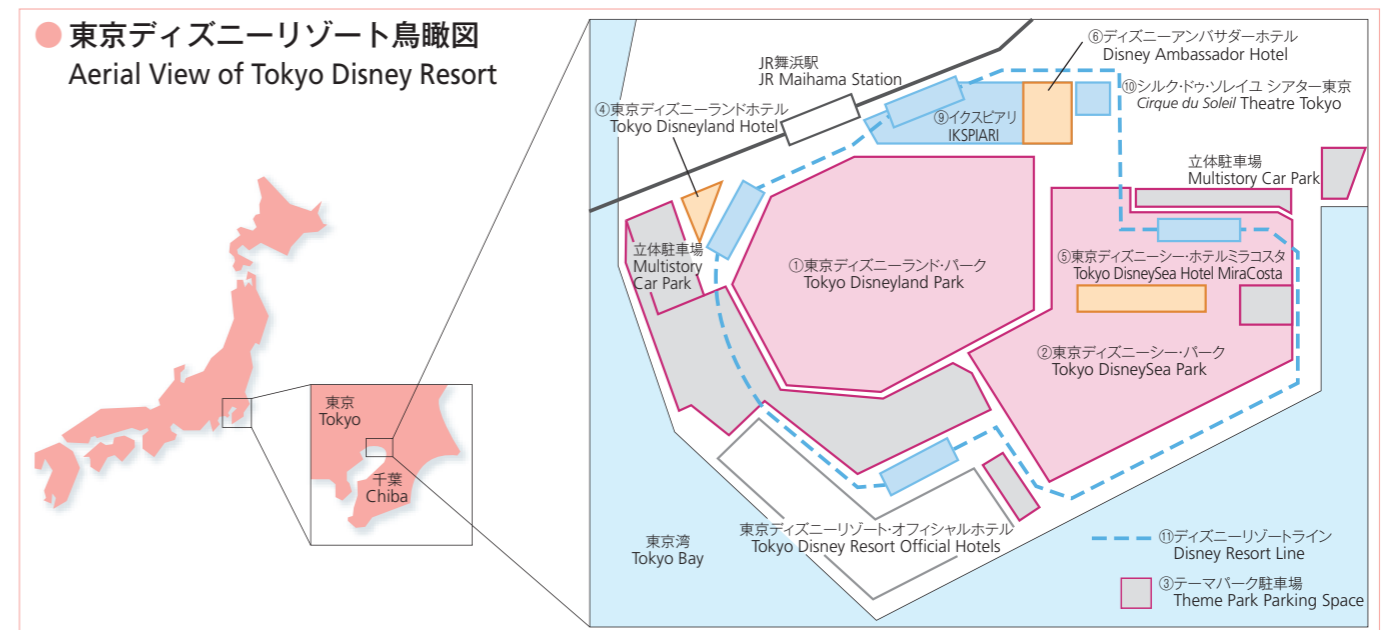 東京ディズニーリゾート鳥瞰図
Aerial View of Tokyo Disney Resort
⑥ディズニーアンバサダーホテル
Disney Ambassador Hotel
JR舞浜駅
JR Maihama Station
⑩シルク・ドゥ・ソレイユ シアター東京
Cirque du Soleil Theatre Tokyo
④東京ディズニーランドホテル
Tokyo Disneyland Hotel
⑨イクスピアリ
IKSPIARI
立体駐車場
Multistory Car Park
立体駐車場
Multistory
Car Park
①東京ディズニーランド・パーク
Tokyo Disneyland Park
⑤東京ディズニーシー・ホテルミラコスタ
Tokyo DisneySea Hotel MiraCosta
②東京ディズニーシー・パーク
Tokyo DisneySea Park
東京
Tokyo
千葉
Chiba
東京湾
Tokyo Bay
東京ディズニーリゾート・オフィシャルホテル
Tokyo Disney Resort Official Hotels
⑪ディズニーリゾートライン
Disney Resort Line
③テーマパーク駐車場
Theme Park Parking Space